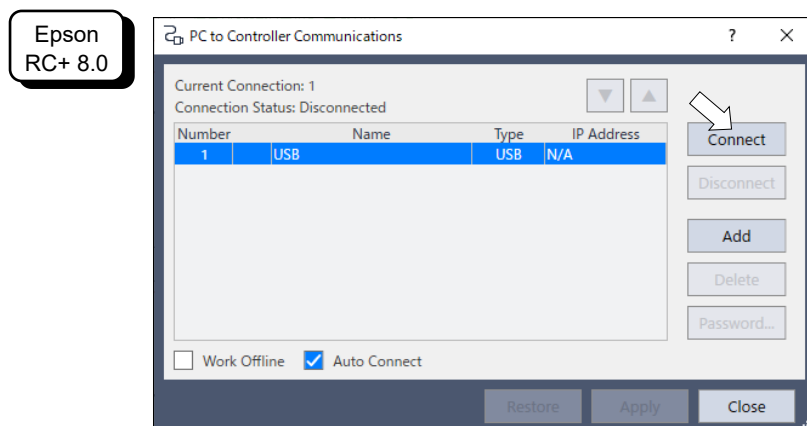 Epson
RC+ 8.0
PC to Controller Communications
?
Current Connection: 1
Connection Status: Disconnected
Number Name Type IP Address
1 USB USB N/A
Connect
Disconnect
Add
Delete
Password...
Work Offline Auto Connect
Restore Apply Close